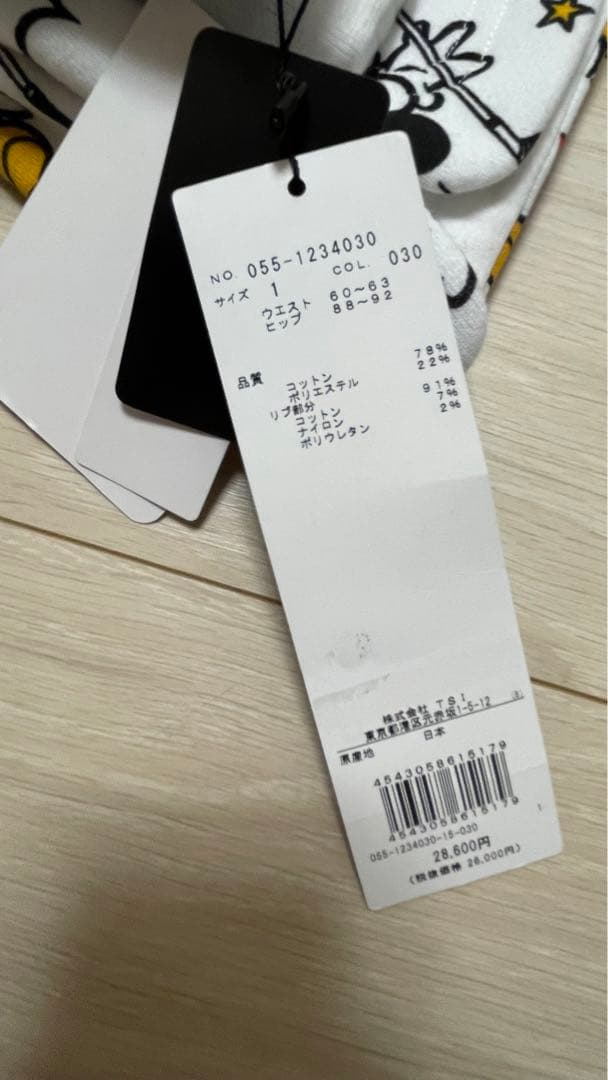 NO. 055-1234030
サイズ 1 COL. 030
ウエスト 60〜63
ヒップ 88〜92
品質 コットン 78%
ポリエステル 22%
リブ部分
コットン 91%
ナイロン 7%
ポリウレタン 2%
株式会社 TSI
東京都港区元赤坂1-5-12
原産地 日本
4543058615179
4543058615179
055-1234030-15-030 1
28,600円
(税抜価格 26,000円)